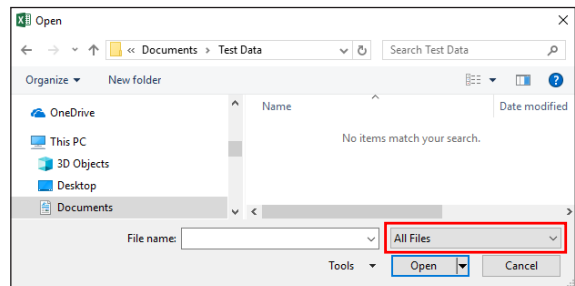 Open
« Documents › Test Data
Search Test Data
Organize
New folder
OneDrive
This PC
3D Objects
Desktop
Documents
Name
Date modified
No items match your search.
File name:
All Files
Tools
Open
Cancel